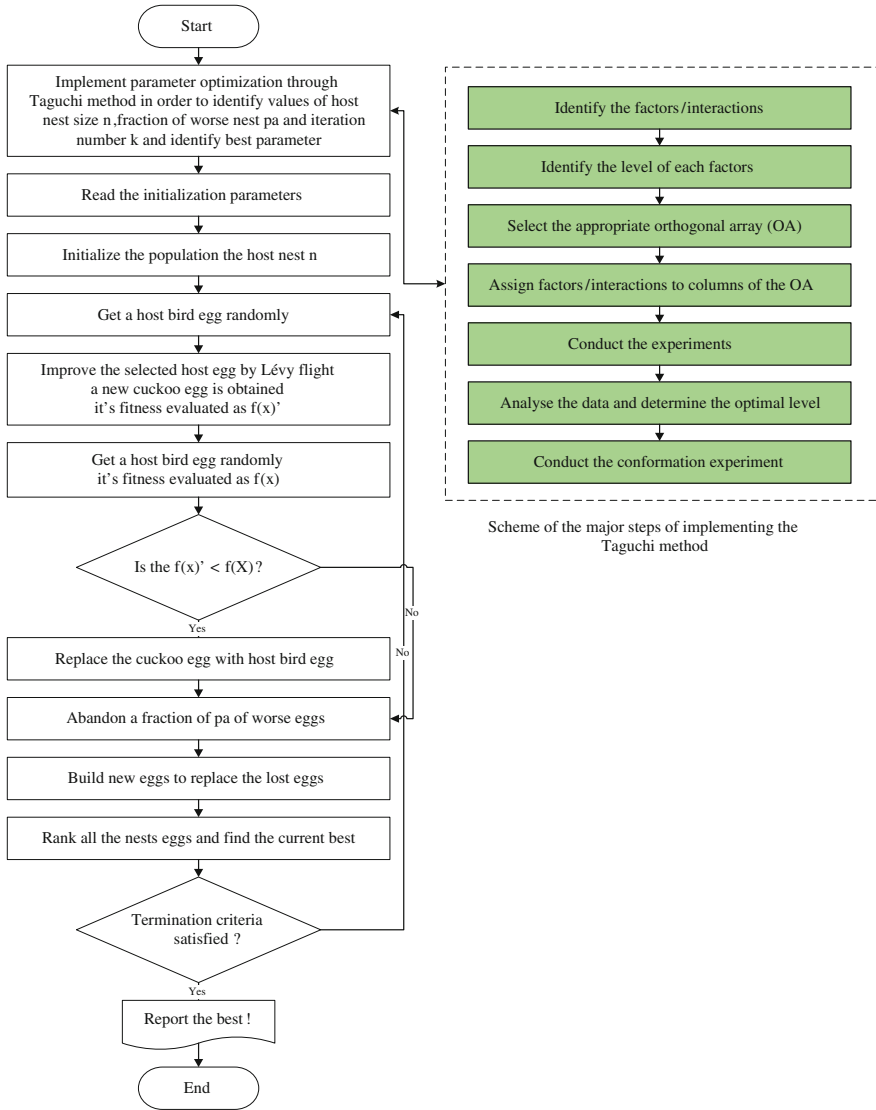 Start
Implement parameter optimization through
Taguchi method in order to identify values of host
nest size n ,fraction of worse nest pa and iteration
number k and identify best parameter
Read the initialization parameters
Initialize the population the host nest n
Get a host bird egg randomly
Improve the selected host egg by Lévy flight
a new cuckoo egg is obtained
it's fitness evaluated as f(x)’
Get a host bird egg randomly
it's fitness evaluated as f(x)
Is the f(x)’ < f(X) ?
No
Yes
No
Replace the cuckoo egg with host bird egg
Abandon a fraction of pa of worse eggs
Build new eggs to replace the lost eggs
Rank all the nests eggs and find the current best
Termination criteria
satisfied ?
Yes
Report the best !
End
Identify the factors/interactions
Identify the level of each factors
Select the appropriate orthogonal array (OA)
Assign factors/interactions to columns of the OA
Conduct the experiments
Analyse the data and determine the optimal level
Conduct the conformation experiment
Scheme of the major steps of implementing the
Taguchi method